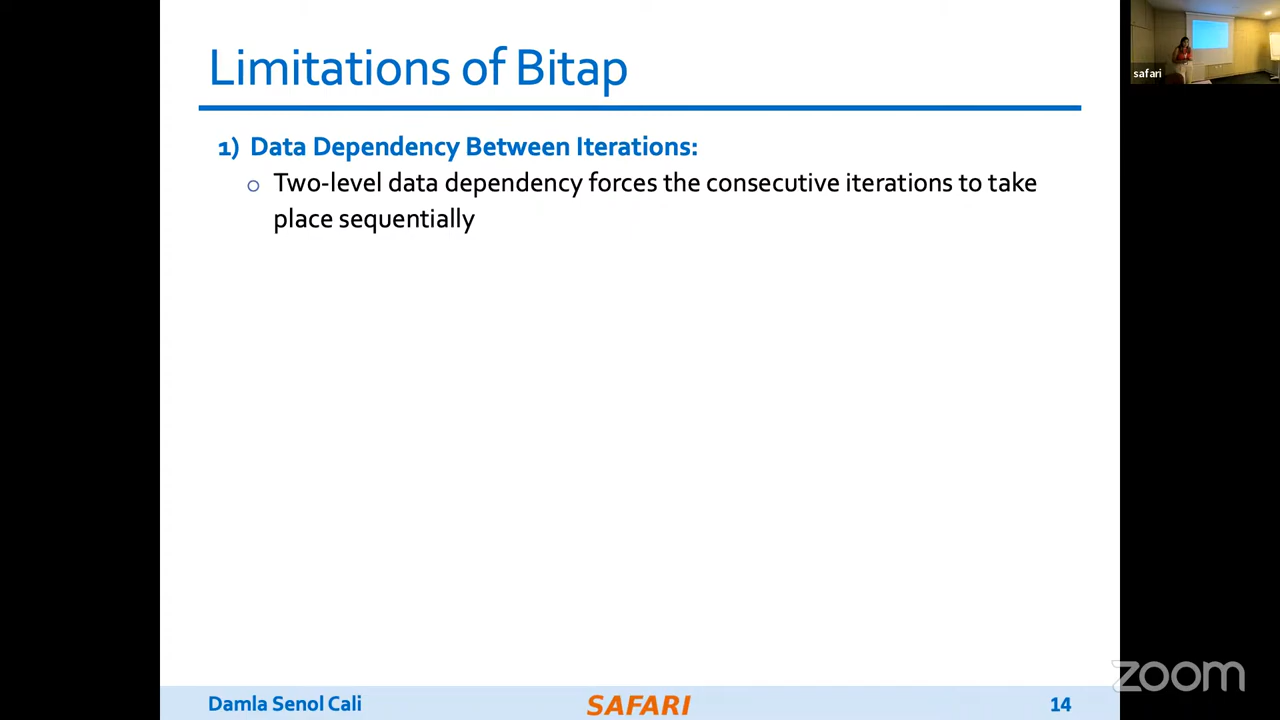 Limitations of Bitap
safari
1) Data Dependency Between Iterations:
o Two-level data dependency forces the consecutive iterations to take
place sequentially
zoom
Damla Senol Cali
SAFARI
14